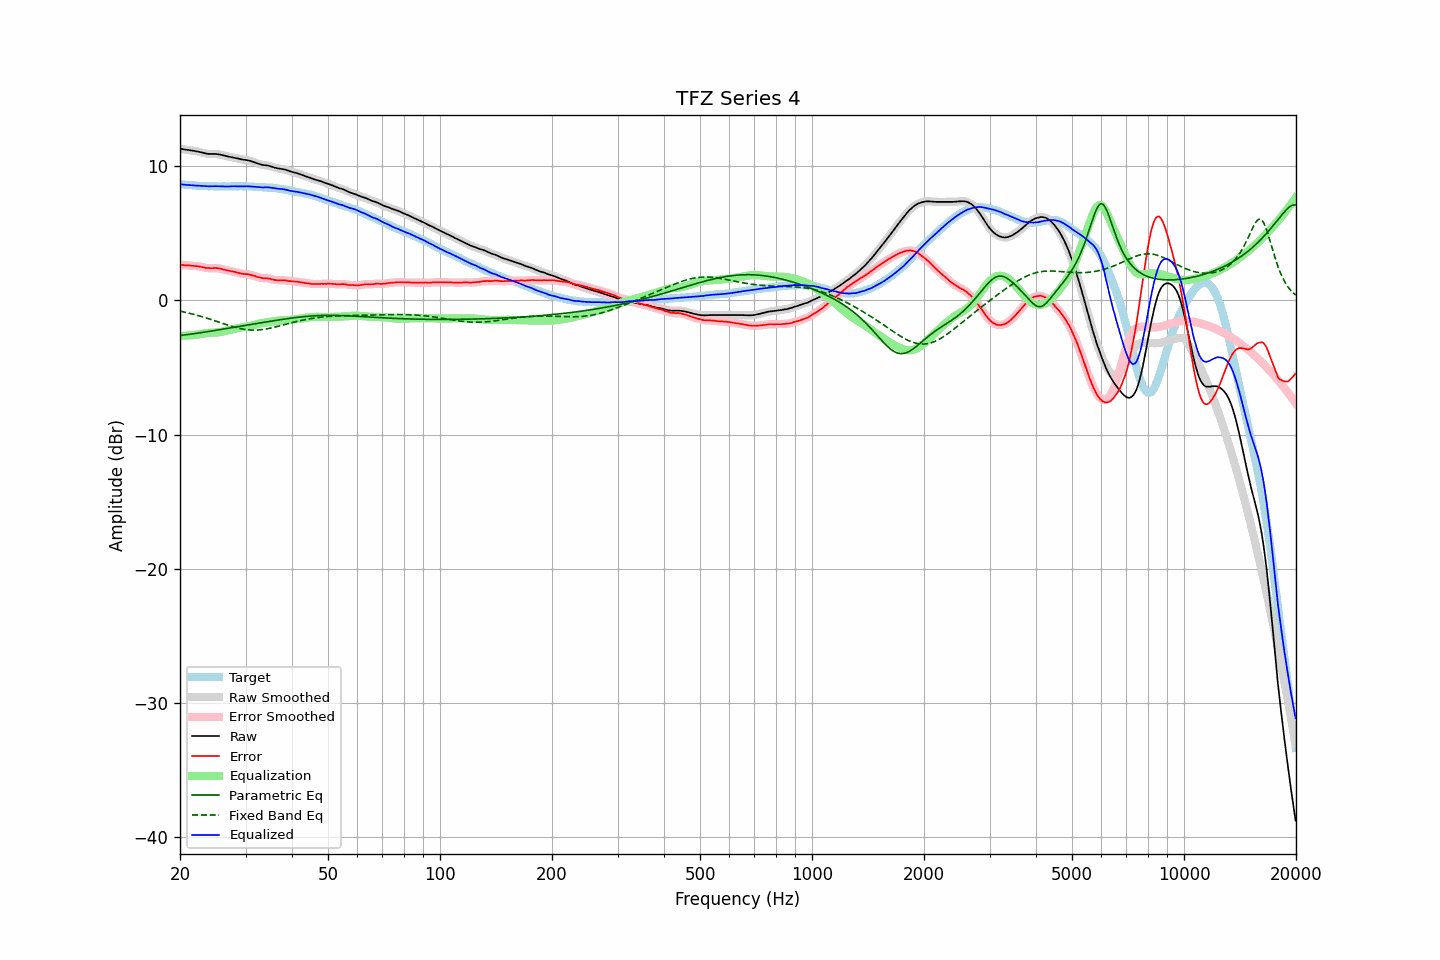 TFZ Series 4
10
0
−10
−20
−30
−40
Amplitude (dBr)
Target
Raw Smoothed
Error Smoothed
Raw
Error
Equalization
Parametric Eq
Fixed Band Eq
Equalized
20 50 100 200 500 1000 2000 5000 10000 20000
Frequency (Hz)